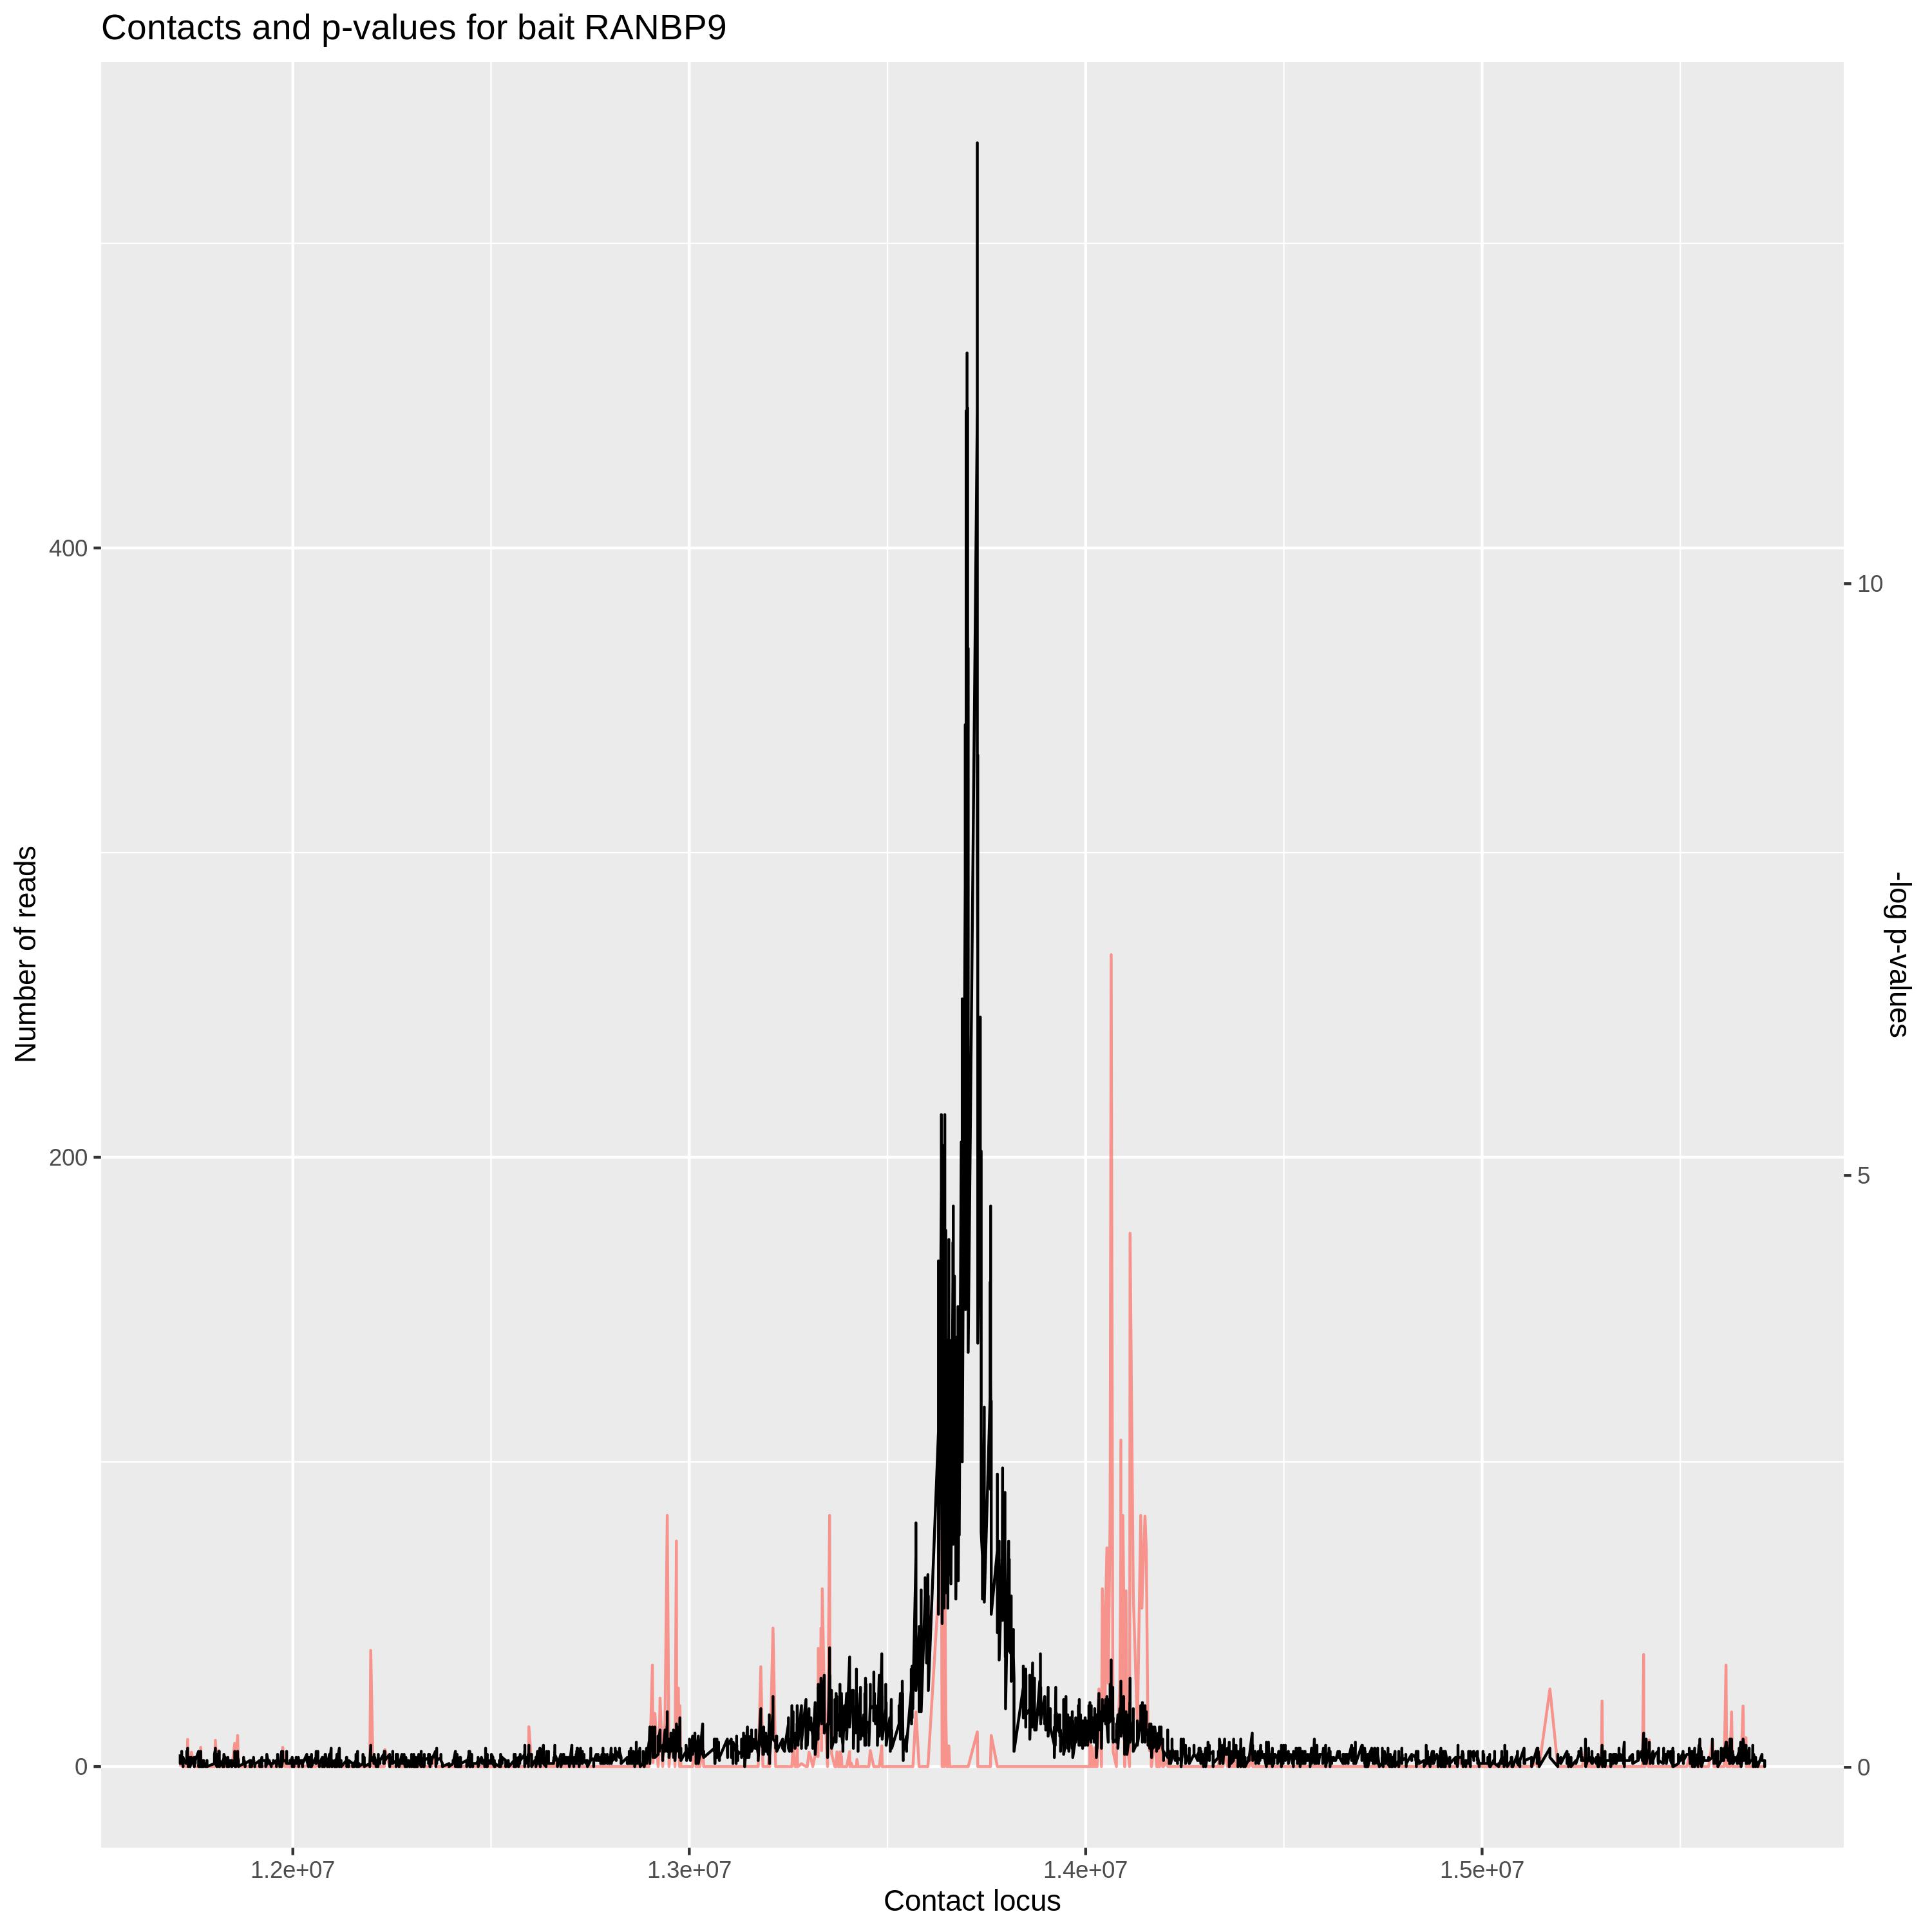 Contacts and p-values for bait RANBP9
Number of reads
400
200
0
10
5
0
-log p-values
1.2e+07
1.3e+07
1.4e+07
1.5e+07
Contact locus